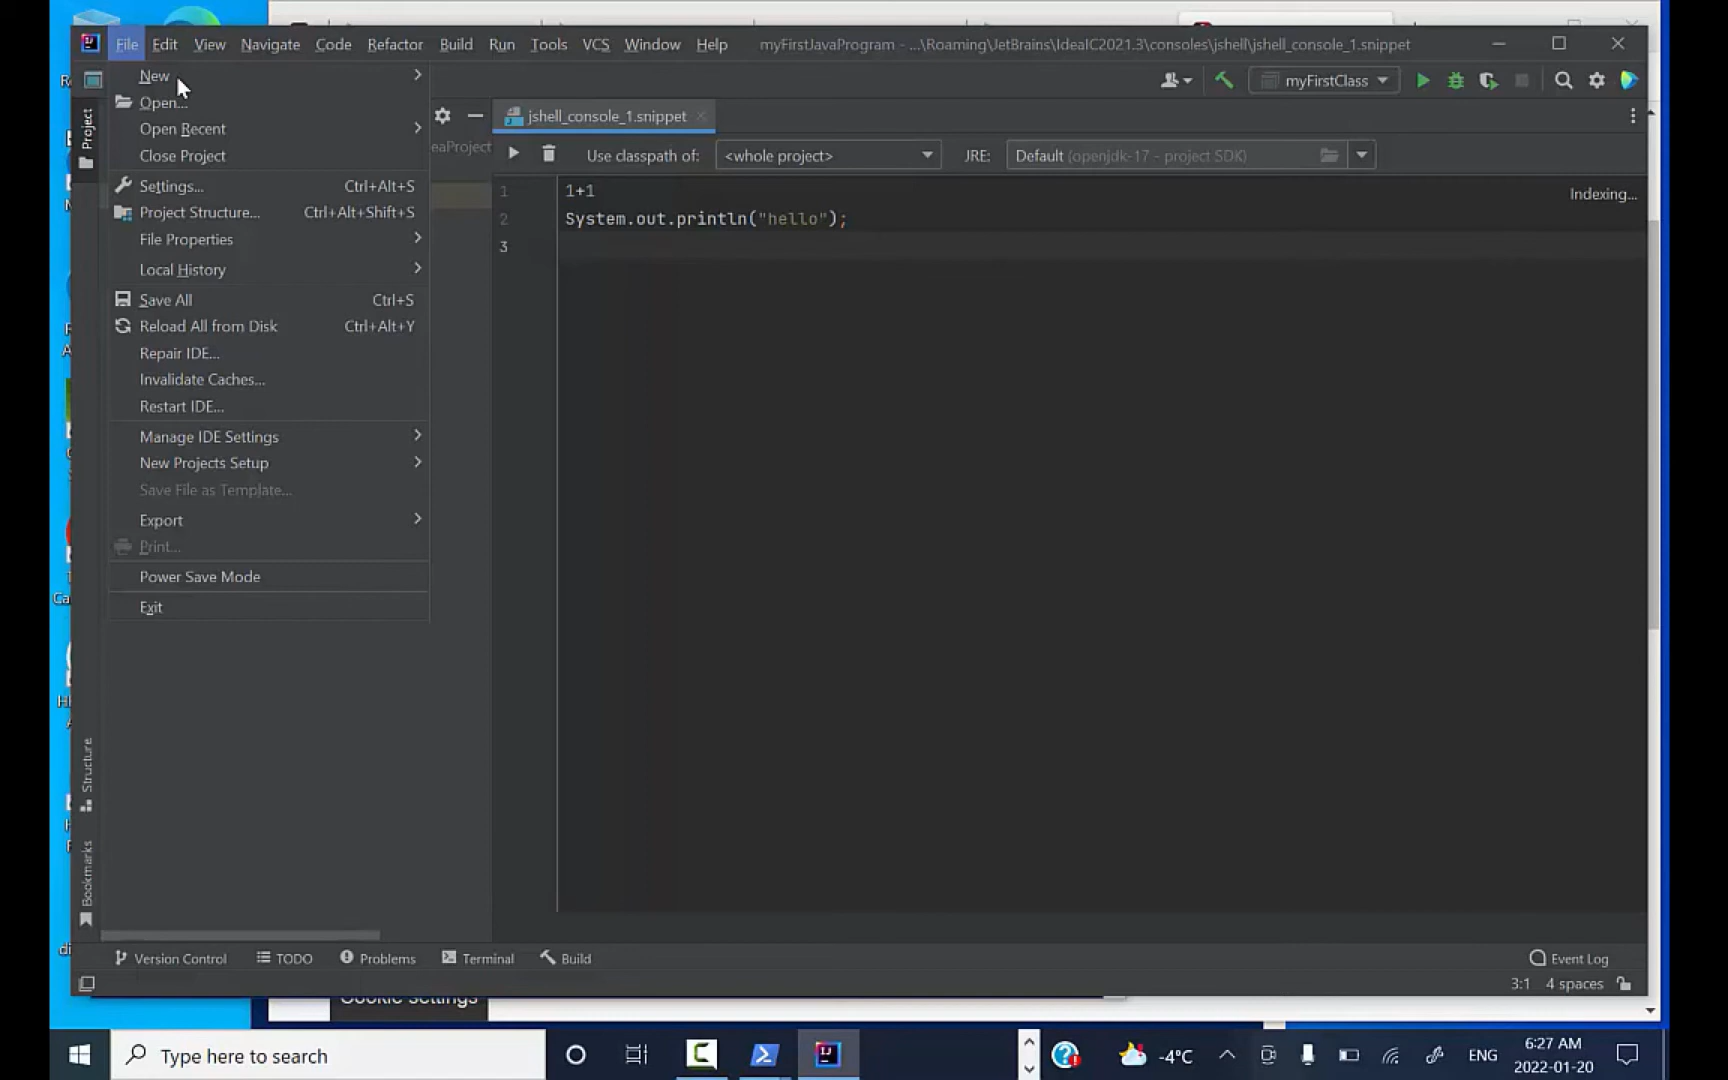 File Edit View Navigate Code Refactor Build Run Tools VCS Window Help myFirstJavaProgram - ...\Roaming\JetBrains\IdeaIC2021.3\consoles\jshell\jshell_console_1.snippet
New
myFirstClass
Open...
Project
jshell_console_1.snippet
Open Recent
Close Project
eaProject
Use classpath of: <whole project> JRE: Default (openjdk-17 - project SDK)
Settings... Ctrl+Alt+S
1 1+1
Indexing...
Project Structure... Ctrl+Alt+Shift+S
2 System.out.println("hello");
File Properties
3
Local History
Save All Ctrl+S
Reload All from Disk Ctrl+Alt+Y
Repair IDE...
Invalidate Caches...
Restart IDE...
Manage IDE Settings
New Projects Setup
Save File as Template...
Export
Print...
Power Save Mode
Exit
Structure
Bookmarks
Version Control TODO Problems Terminal Build Event Log
3:1 4 spaces
Cookie settings
Type here to search
-4°C
ENG
6:27 AM
2022-01-20